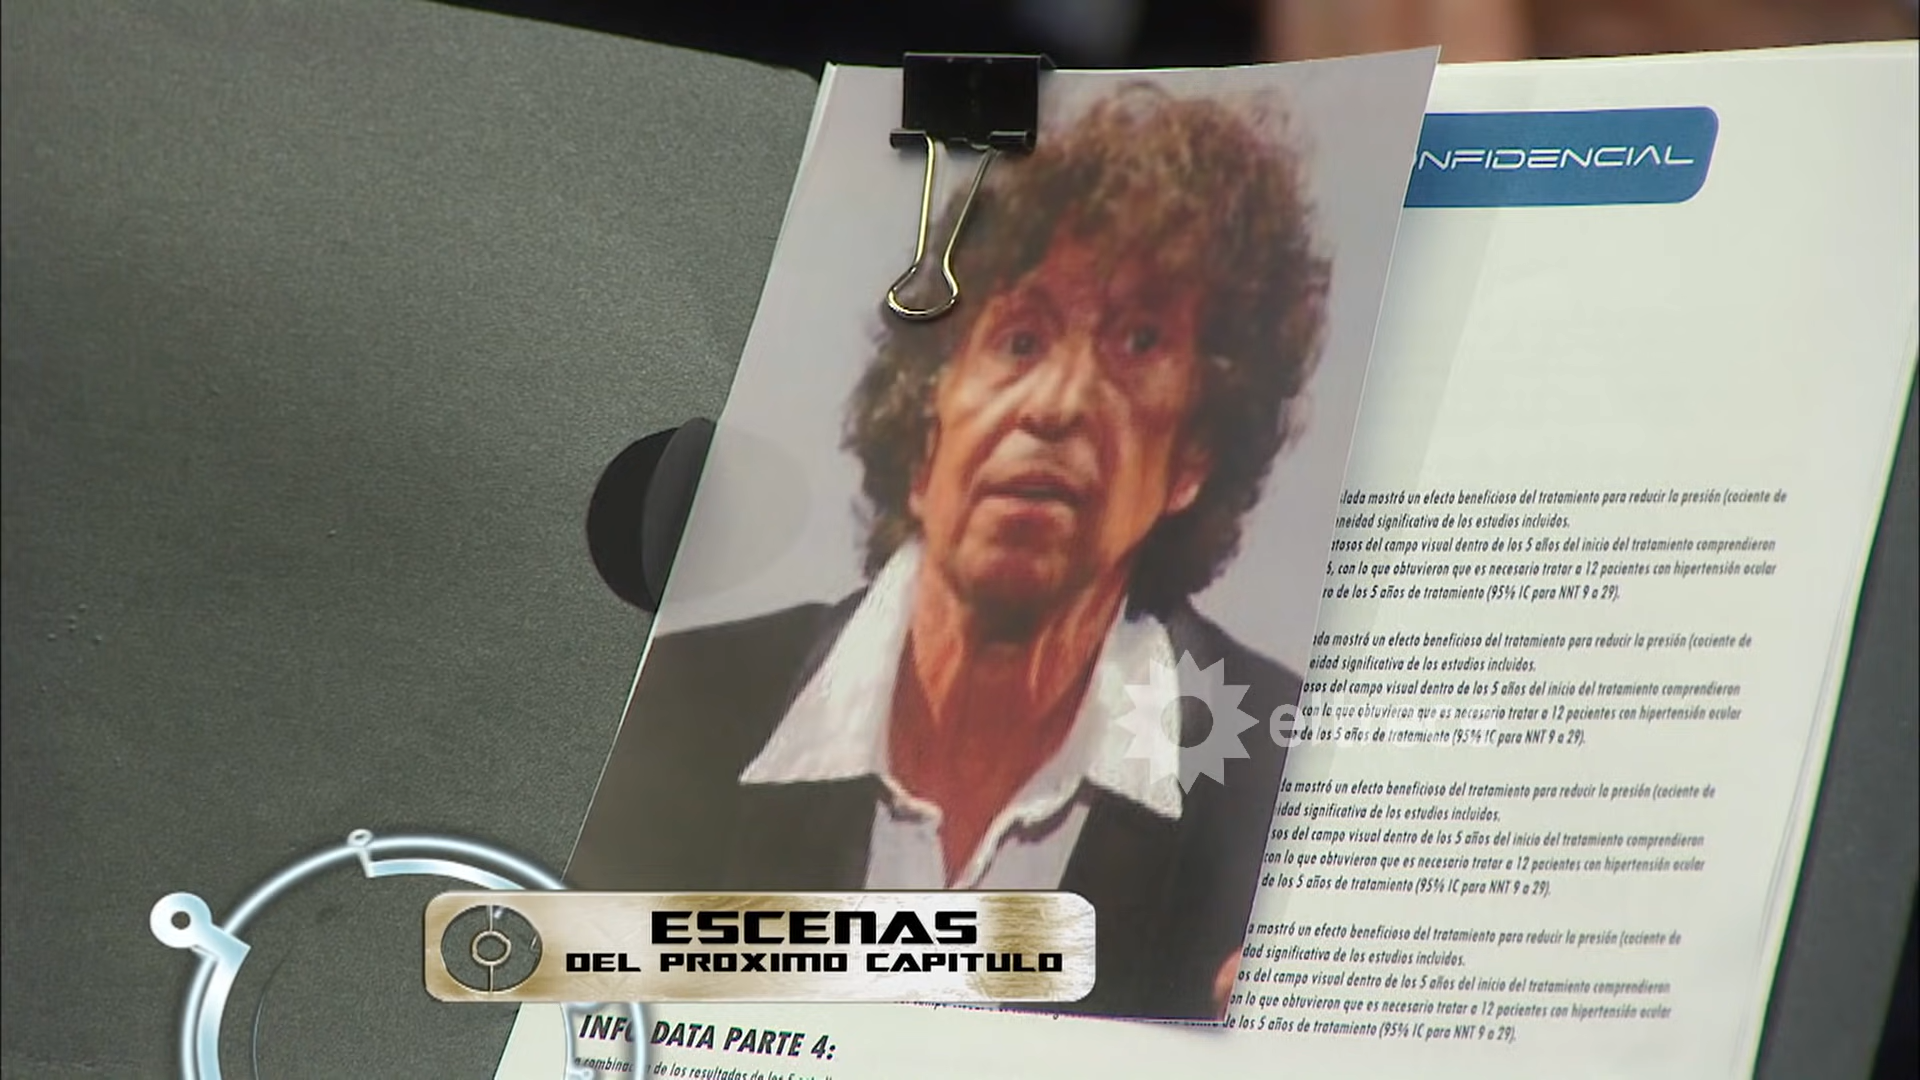 NFIDENCIAL
mostró un efecto beneficioso del tratamiento para reducir la presión (cociente de
significativa de los estudios incluidos.
del campo visual dentro de los 5 años del inicio del tratamiento comprendieron
con lo que obtuvieron que es necesario tratar a 12 pacientes con hipertensión ocular
de los 5 años de tratamiento (95% IC para NNT 9 a 29).
mostró un efecto beneficioso del tratamiento para reducir la presión (cociente de
significativa de los estudios incluidos.
del campo visual dentro de los 5 años del inicio del tratamiento comprendieron
con lo que obtuvieron que es necesario tratar a 12 pacientes con hipertensión ocular
de los 5 años de tratamiento (95% IC para NNT 9 a 29).
mostró un efecto beneficioso del tratamiento para reducir la presión (cociente de
significativa de los estudios incluidos.
sos del campo visual dentro de los 5 años del inicio del tratamiento comprendieron
con lo que obtuvieron que es necesario tratar a 12 pacientes con hipertensión ocular
de los 5 años de tratamiento (95% IC para NNT 9 a 29).
a mostró un efecto beneficioso del tratamiento para reducir la presión (cociente de
dad significativa de los estudios incluidos.
os del campo visual dentro de los 5 años del inicio del tratamiento comprendieron
on lo que obtuvieron que es necesario tratar a 12 pacientes con hipertensión ocular
de los 5 años de tratamiento (95% IC para NNT 9 a 29).
ESCENAS
DEL PROXIMO CAPITULO
INFO DATA PARTE 4:
de los resultados de los 5